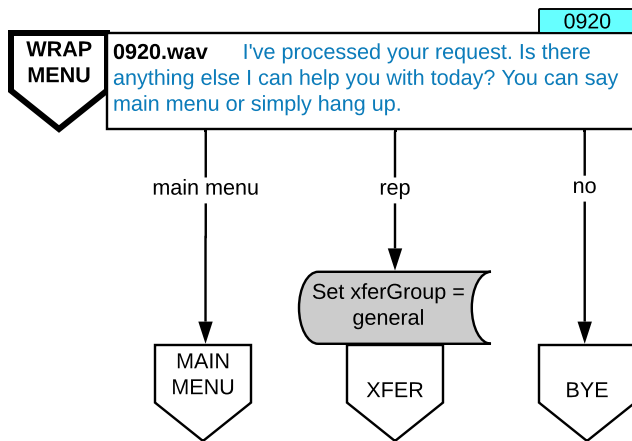 0920
WRAP
MENU
0920.wav I've processed your request. Is there
anything else I can help you with today? You can say
main menu or simply hang up.
main menu
rep
no
Set xferGroup =
general
MAIN
MENU
XFER
BYE